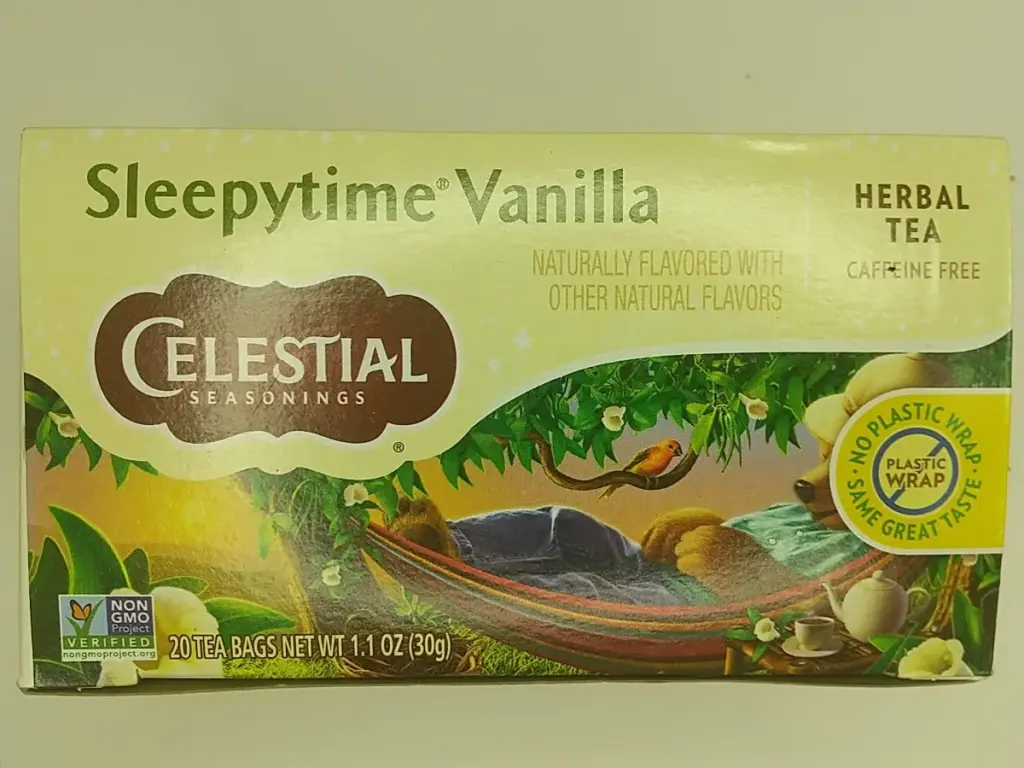 Sleepytime® Vanilla
HERBAL
TEA
CAFFEINE FREE
NATURALLY FLAVORED WITH
OTHER NATURAL FLAVORS
CELESTIAL
SEASONINGS
®
NO PLASTIC WRAP
PLASTIC
WRAP
SAME GREAT TASTE
NON
GMO
Project
VERIFIED
nongmoproject.org
20 TEA BAGS NET WT 1.1 OZ (30g)